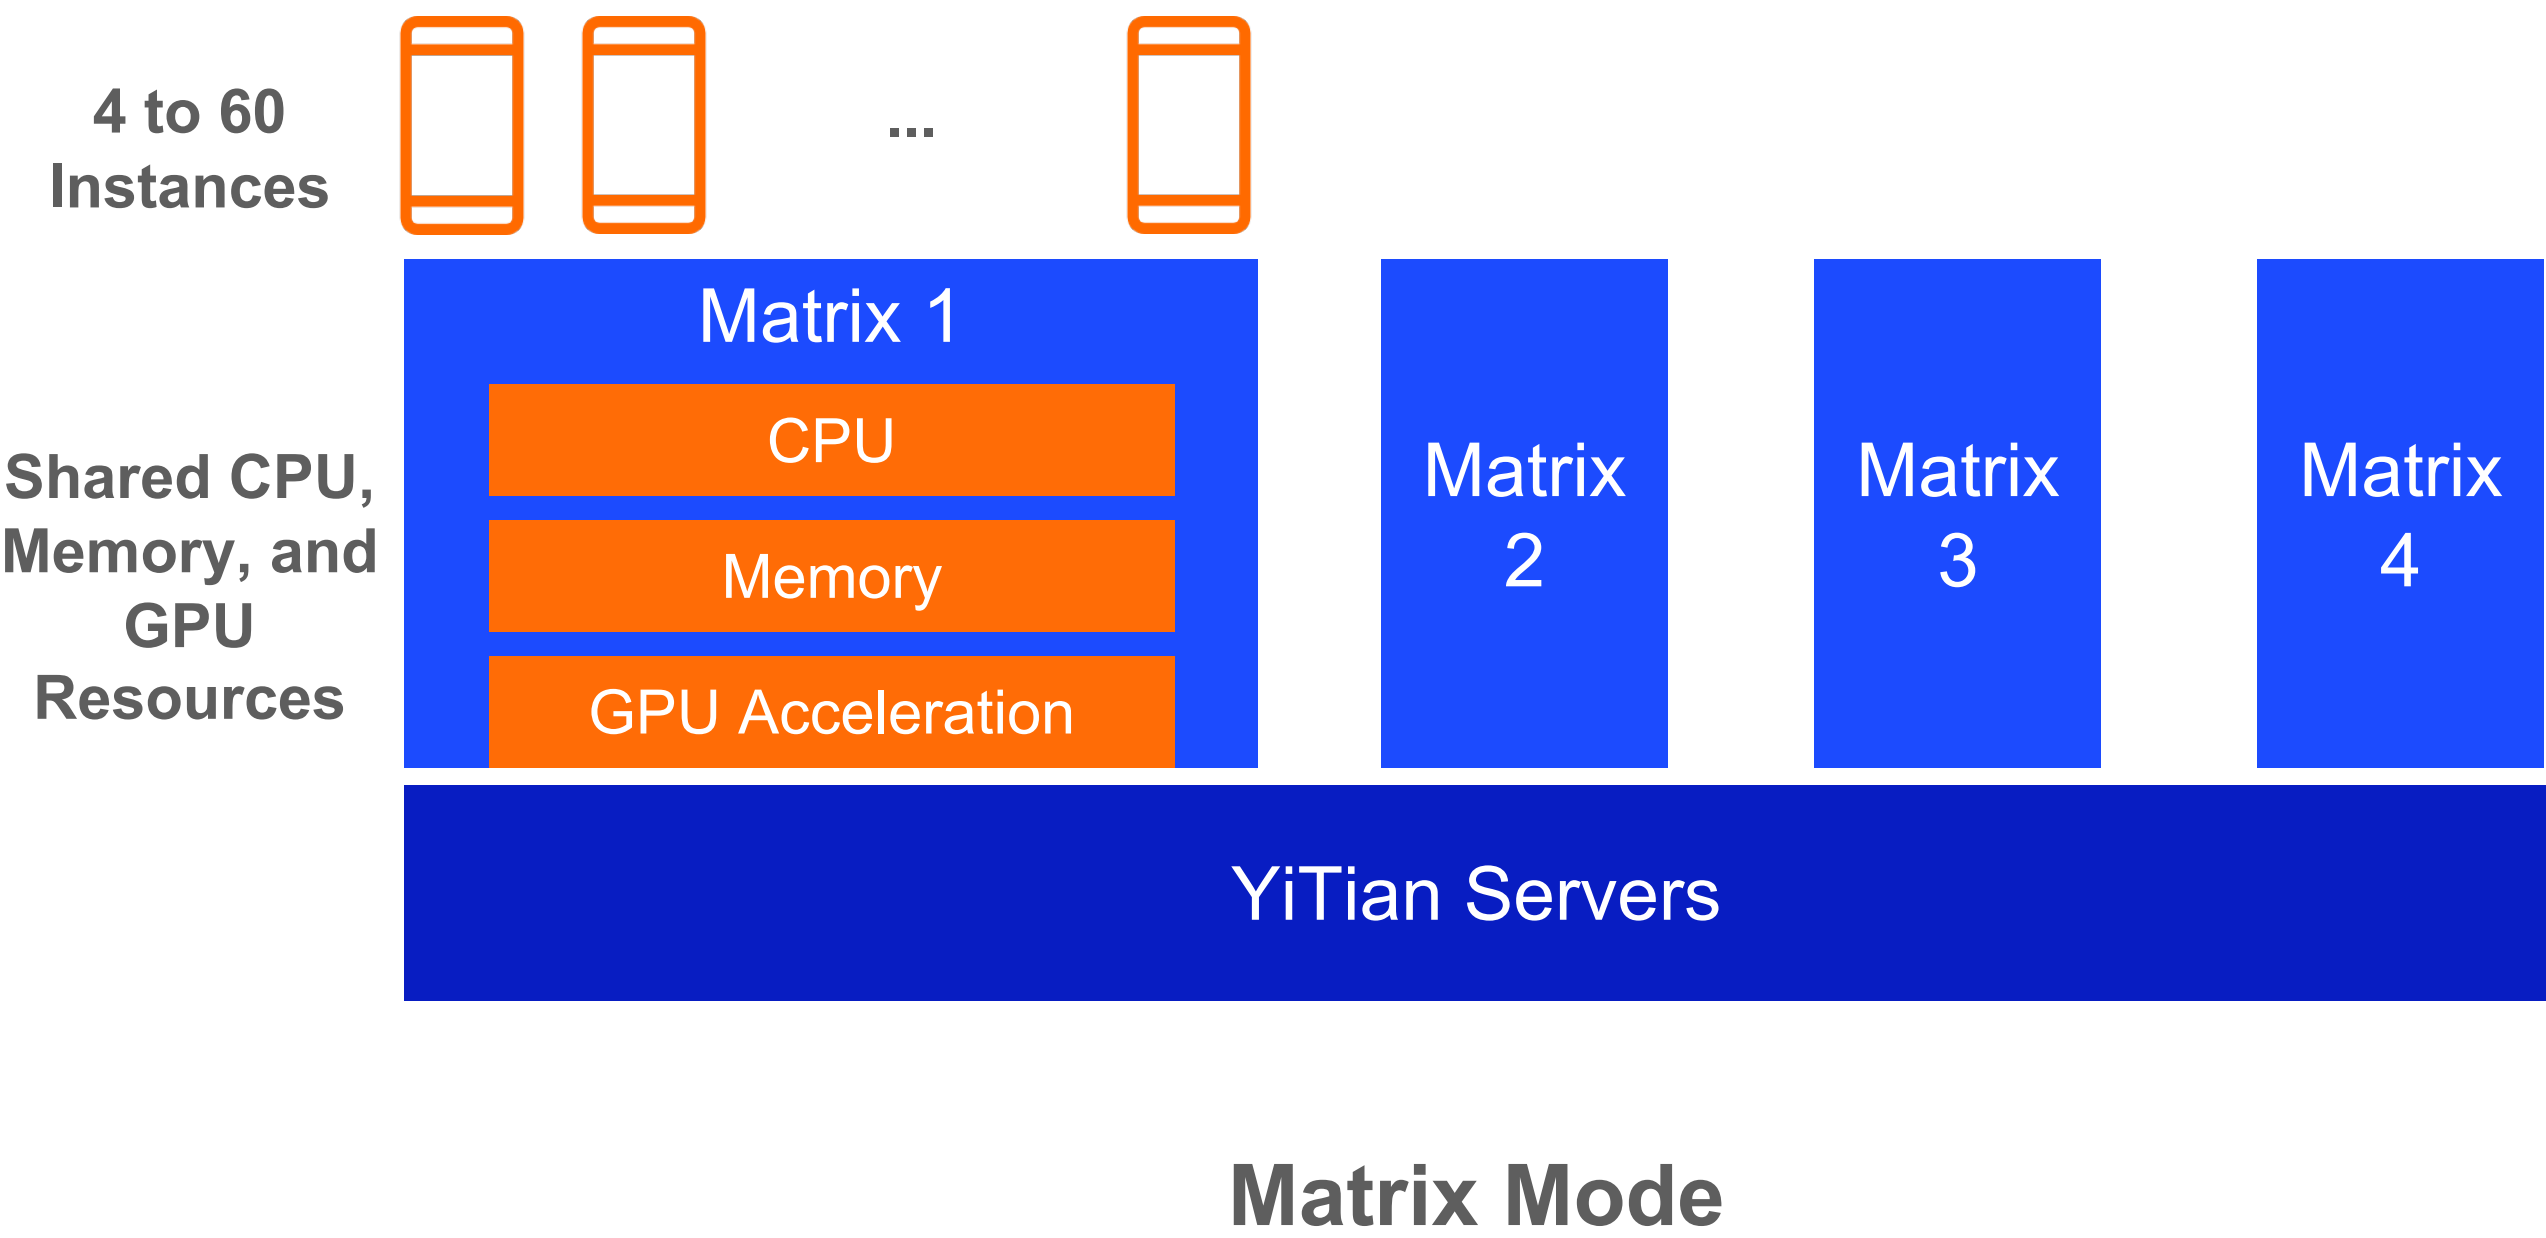 4 to 60
Instances
...
Matrix 1
CPU
Memory
GPU Acceleration
Shared CPU,
Memory, and
GPU
Resources
Matrix
2
Matrix
3
Matrix
4
YiTian Servers
Matrix Mode